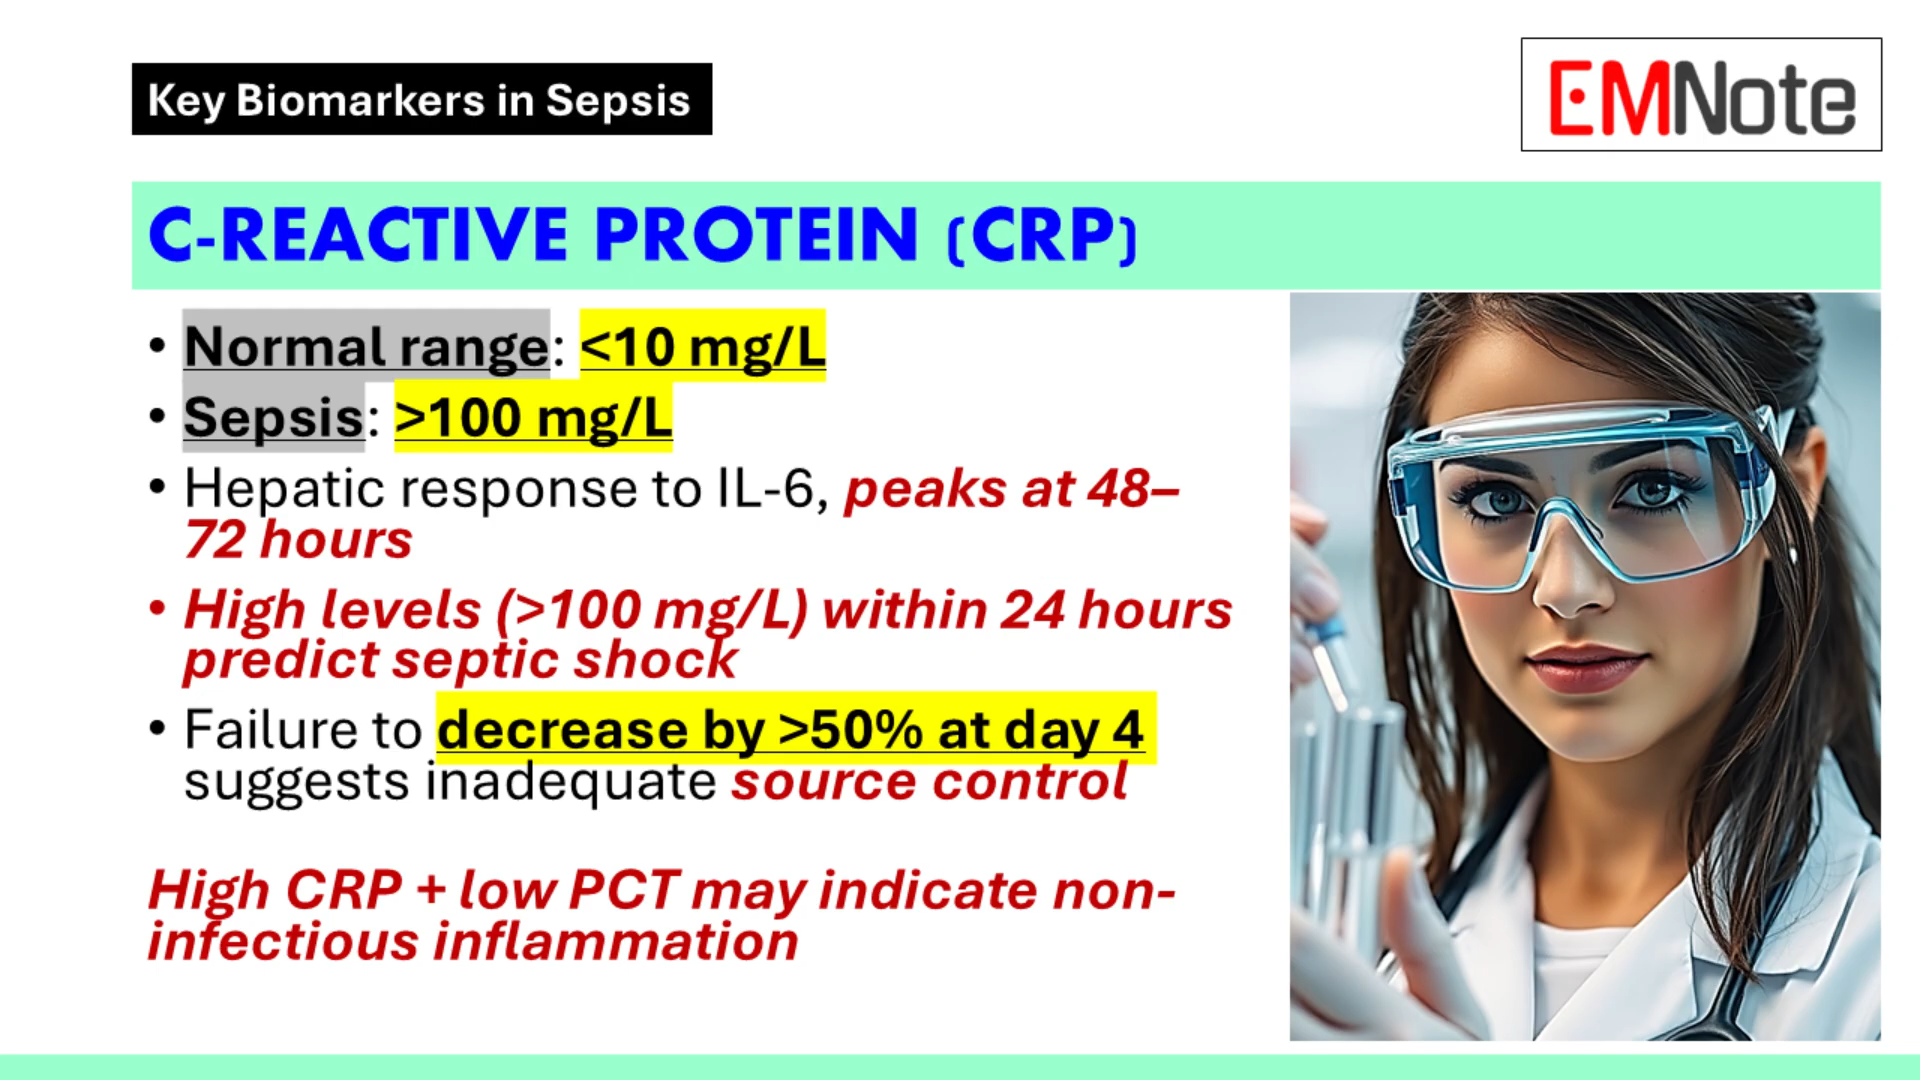 Key Biomarkers in Sepsis
EMNote
C-REACTIVE PROTEIN (CRP)
• Normal range: <10 mg/L
• Sepsis: >100 mg/L
• Hepatic response to IL-6, peaks at 48–
72 hours
• High levels (>100 mg/L) within 24 hours
predict septic shock
• Failure to decrease by >50% at day 4
suggests inadequate source control
High CRP + low PCT may indicate non-
infectious inflammation